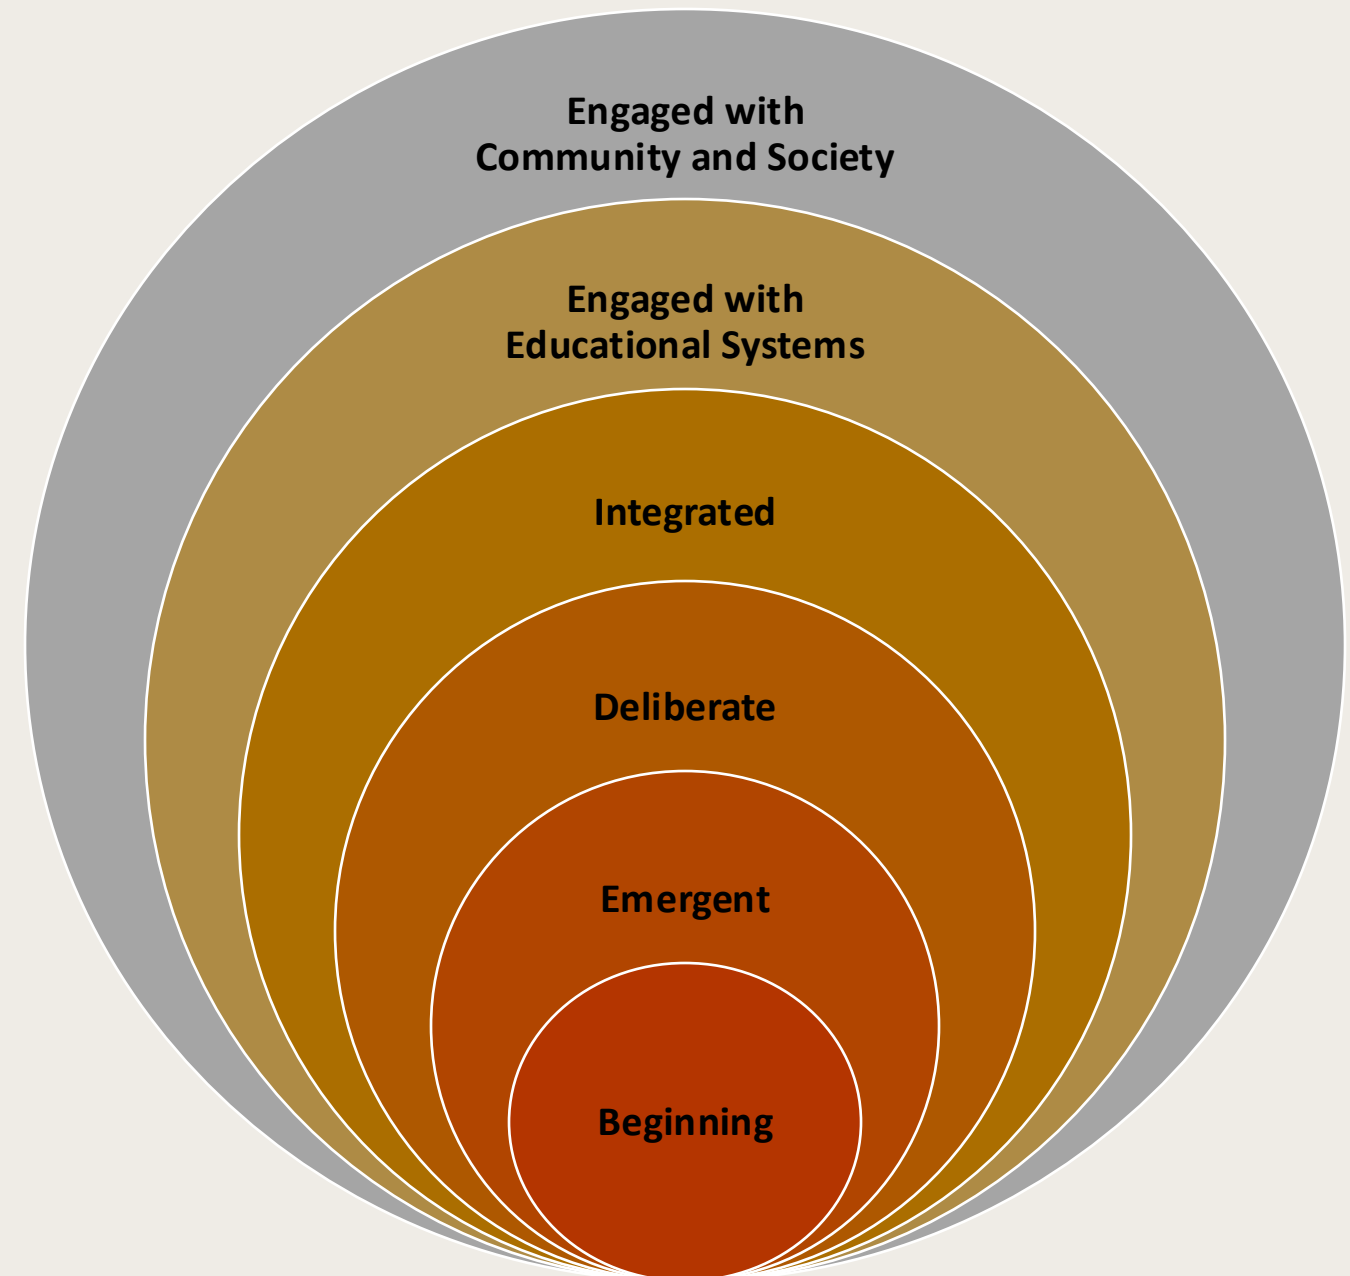 Engaged with
Community and Society
Engaged with
Educational Systems
Integrated
Deliberate
Emergent
Beginning